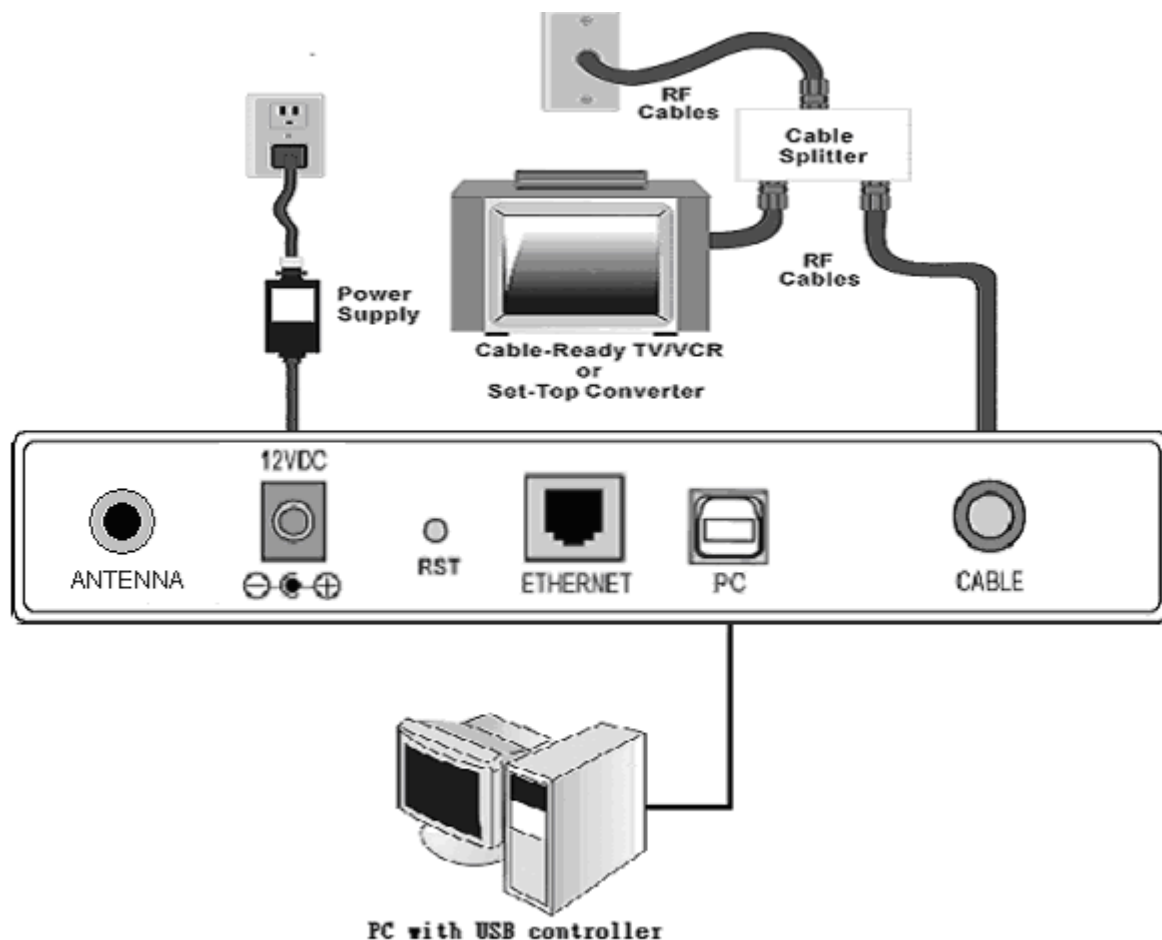 RF
Cables
Cable
Splitter
RF
Cables
Power
Supply
Cable-Ready TV/VCR
or
Set-Top Converter
12VDC
ANTENNA
RST
ETHERNET
PC
CABLE
PC with USB controller